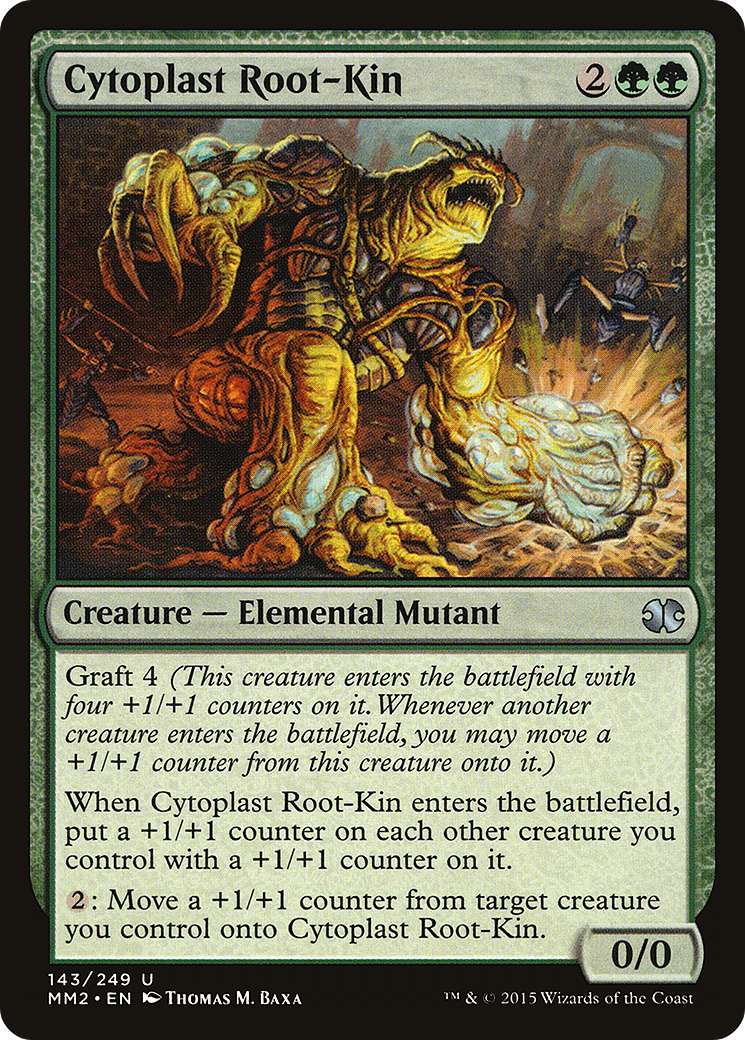 Cytoplast Root-Kin 2
Creature — Elemental Mutant
Graft 4 (This creature enters the battlefield with
four +1/+1 counters on it. Whenever another
creature enters the battlefield, you may move a
+1/+1 counter from this creature onto it.)
When Cytoplast Root-Kin enters the battlefield,
put a +1/+1 counter on each other creature you
control with a +1/+1 counter on it.
2: Move a +1/+1 counter from target creature
you control onto Cytoplast Root-Kin.
0/0
143/249 U
MM2 • EN Thomas M. Baxa
™ & © 2015 Wizards of the Coast